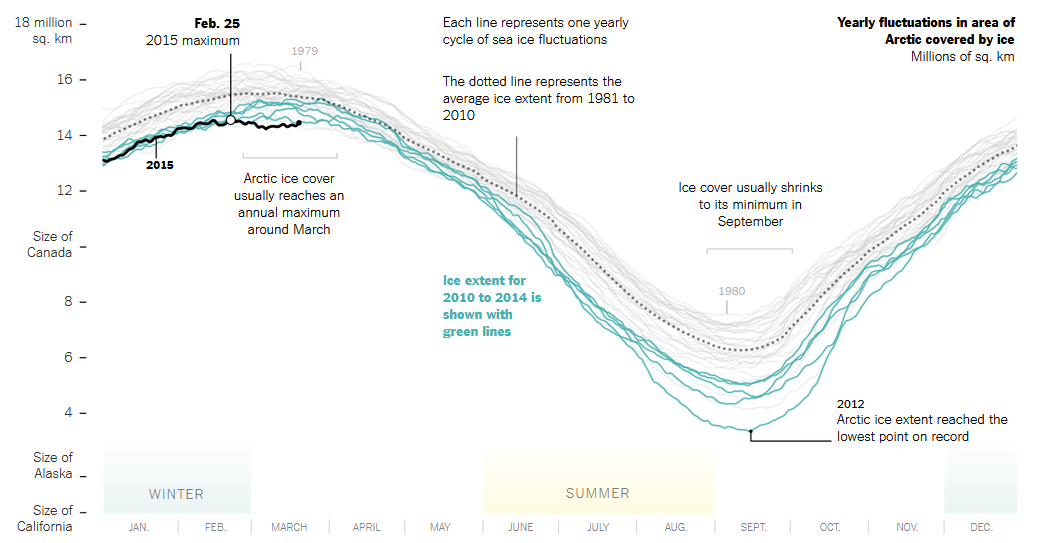 18 million
sq. km
Feb. 25
2015 maximum
1979
Each line represents one yearly
cycle of sea ice fluctuations
The dotted line represents the
average ice extent from 1981 to
2010
Yearly fluctuations in area of
Arctic covered by ice
Millions of sq. km
16
14
12
Size of
Canada
8
6
4
Size of
Alaska
Size of
California
2015
Arctic ice cover
usually reaches an
annual maximum
around March
Ice cover usually shrinks
to its minimum in
September
1980
Ice extent for
2010 to 2014 is
shown with
green lines
2012
Arctic ice extent reached the
lowest point on record
WINTER
SUMMER
JAN.
FEB.
MARCH
APRIL
MAY
JUNE
JULY
AUG.
SEPT.
OCT.
NOV.
DEC.